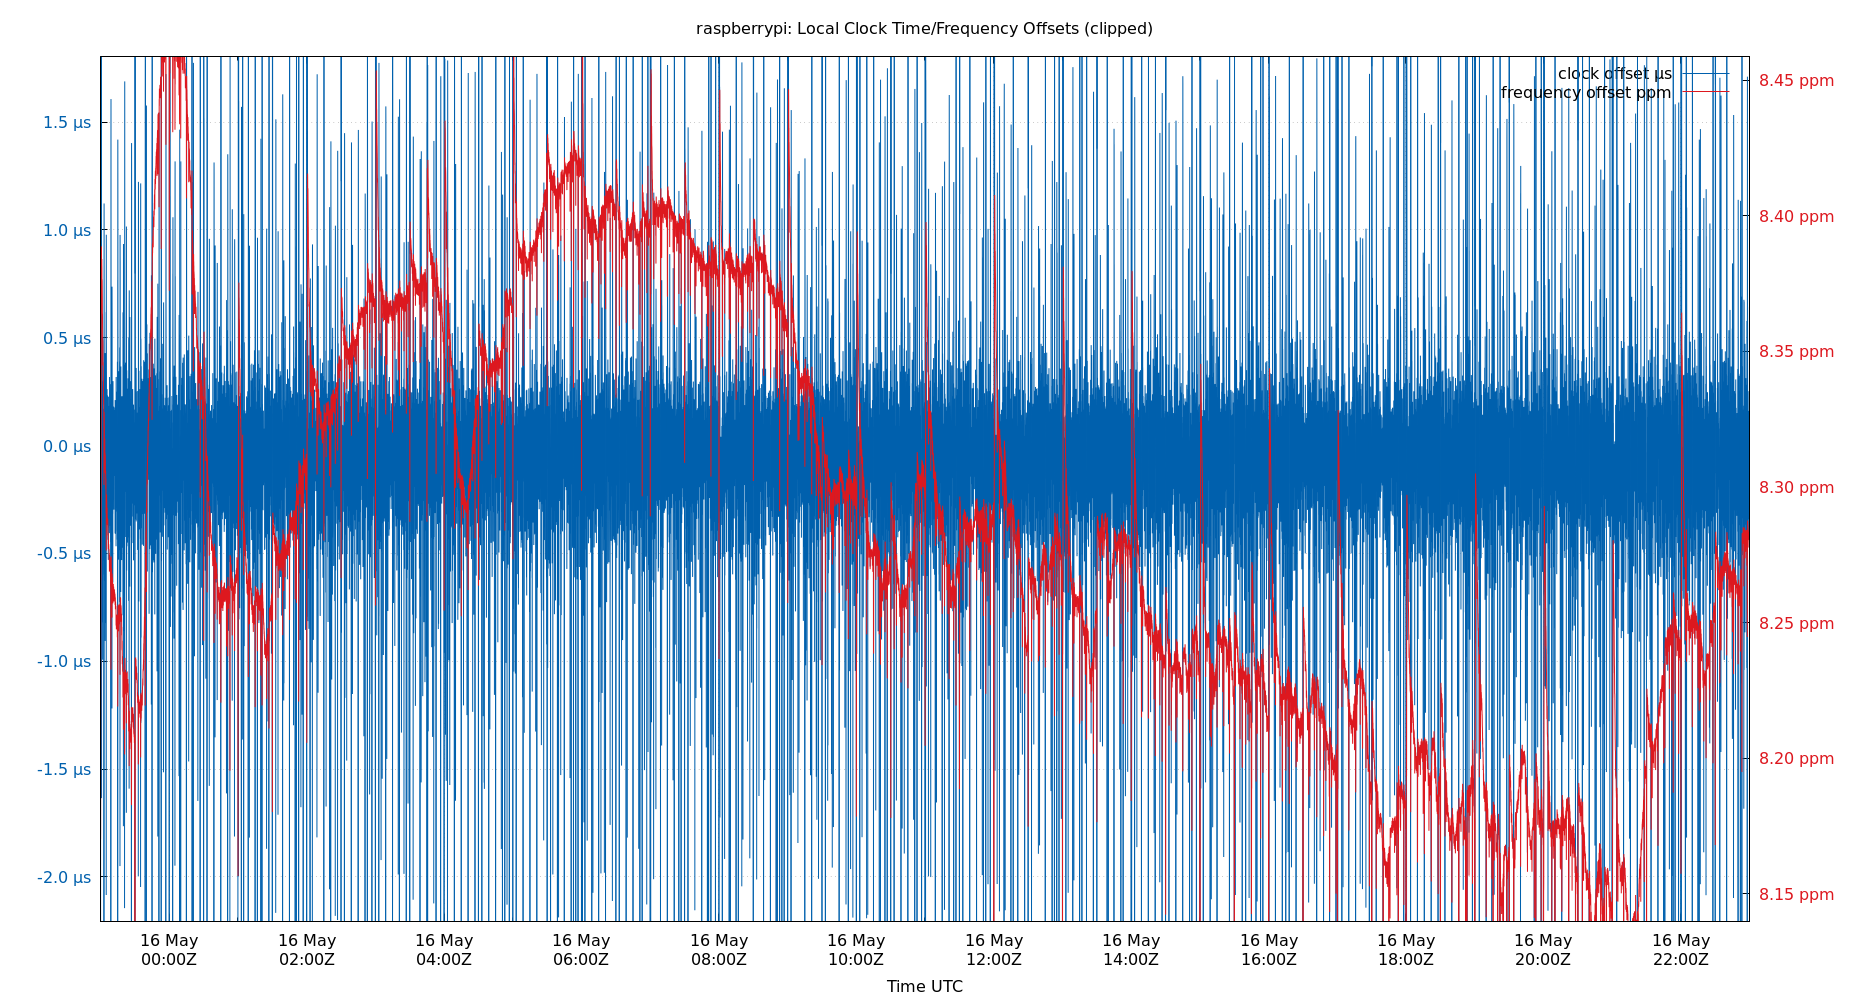 raspberrypi: Local Clock Time/Frequency Offsets (clipped)
clock offset µs
frequency offset ppm
1.5 µs
1.0 µs
0.5 µs
0.0 µs
-0.5 µs
-1.0 µs
-1.5 µs
-2.0 µs
8.45 ppm
8.40 ppm
8.35 ppm
8.30 ppm
8.25 ppm
8.20 ppm
8.15 ppm
16 May 16 May 16 May 16 May 16 May 16 May 16 May 16 May 16 May 16 May 16 May 16 May
00:00Z 02:00Z 04:00Z 06:00Z 08:00Z 10:00Z 12:00Z 14:00Z 16:00Z 18:00Z 20:00Z 22:00Z
Time UTC